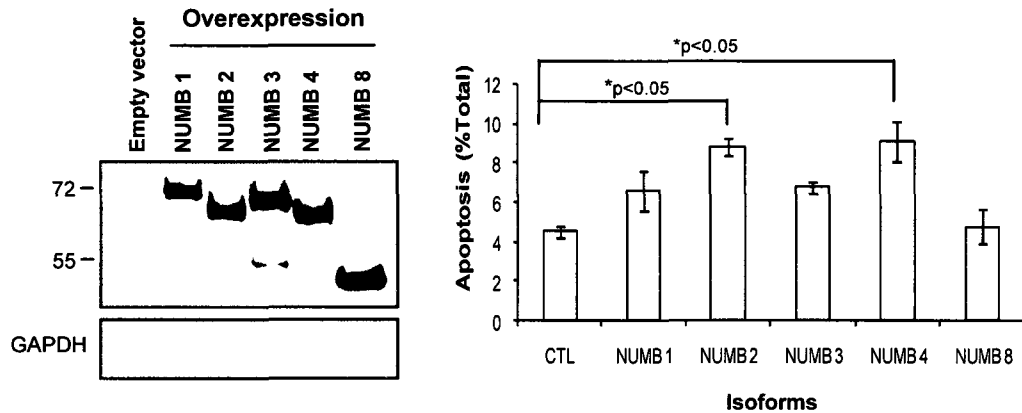 Overexpression
Empty vector
NUMB 1
NUMB 2
NUMB 3
NUMB 4
NUMB 8
72
55
GAPDH
*p<0.05
*p<0.05
Apoptosis (%Total)
12
10
8
6
4
2
0
CTL NUMB1 NUMB2 NUMB3 NUMB4 NUMB8
Isoforms